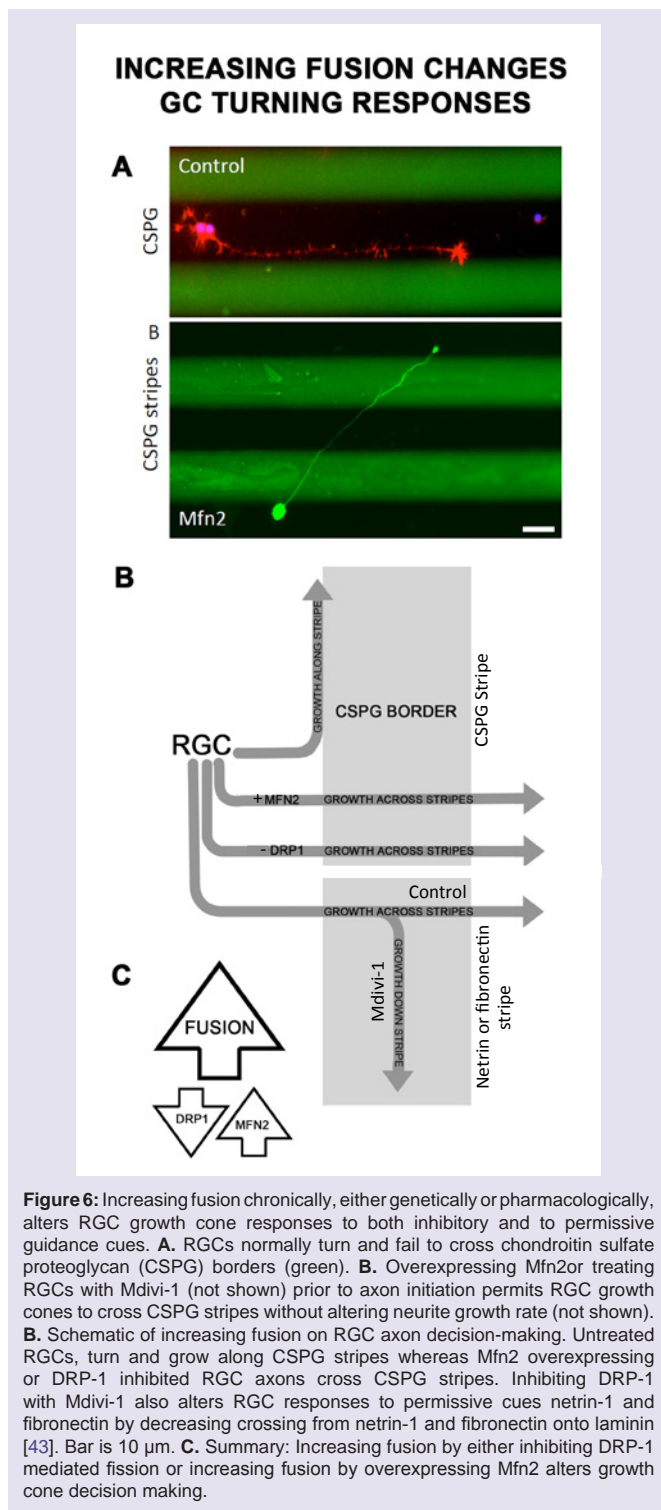 INCREASING FUSION CHANGES
GC TURNING RESPONSES
A
Control
CSPG
B
CSPG stripes
Mfn2
B
GROWTH ALONG STRIPE
CSPG BORDER
CSPG Stripe
RGC
+ MFN2 GROWTH ACROSS STRIPES
- DRP1 GROWTH ACROSS STRIPES
Control
GROWTH ACROSS STRIPES
Mdivi-1
GROWTH DOWN STRIPE
Netrin or fibronectin
stripe
C
FUSION
DRP1
MFN2
Figure 6: Increasing fusion chronically, either genetically or pharmacologically,
alters RGC growth cone responses to both inhibitory and to permissive
guidance cues. A. RGCs normally turn and fail to cross chondroitin sulfate
proteoglycan (CSPG) borders (green). B. Overexpressing Mfn2or treating
RGCs with Mdivi-1 (not shown) prior to axon initiation permits RGC growth
cones to cross CSPG stripes without altering neurite growth rate (not shown).
B. Schematic of increasing fusion on RGC axon decision-making. Untreated
RGCs, turn and grow along CSPG stripes whereas Mfn2 overexpressing
or DRP-1 inhibited RGC axons cross CSPG stripes. Inhibiting DRP-1
with Mdivi-1 also alters RGC responses to permissive cues netrin-1 and
fibronectin by decreasing crossing from netrin-1 and fibronectin onto laminin
[43]. Bar is 10 µm. C. Summary: Increasing fusion by either inhibiting DRP-1
mediated fission or increasing fusion by overexpressing Mfn2 alters growth
cone decision making.